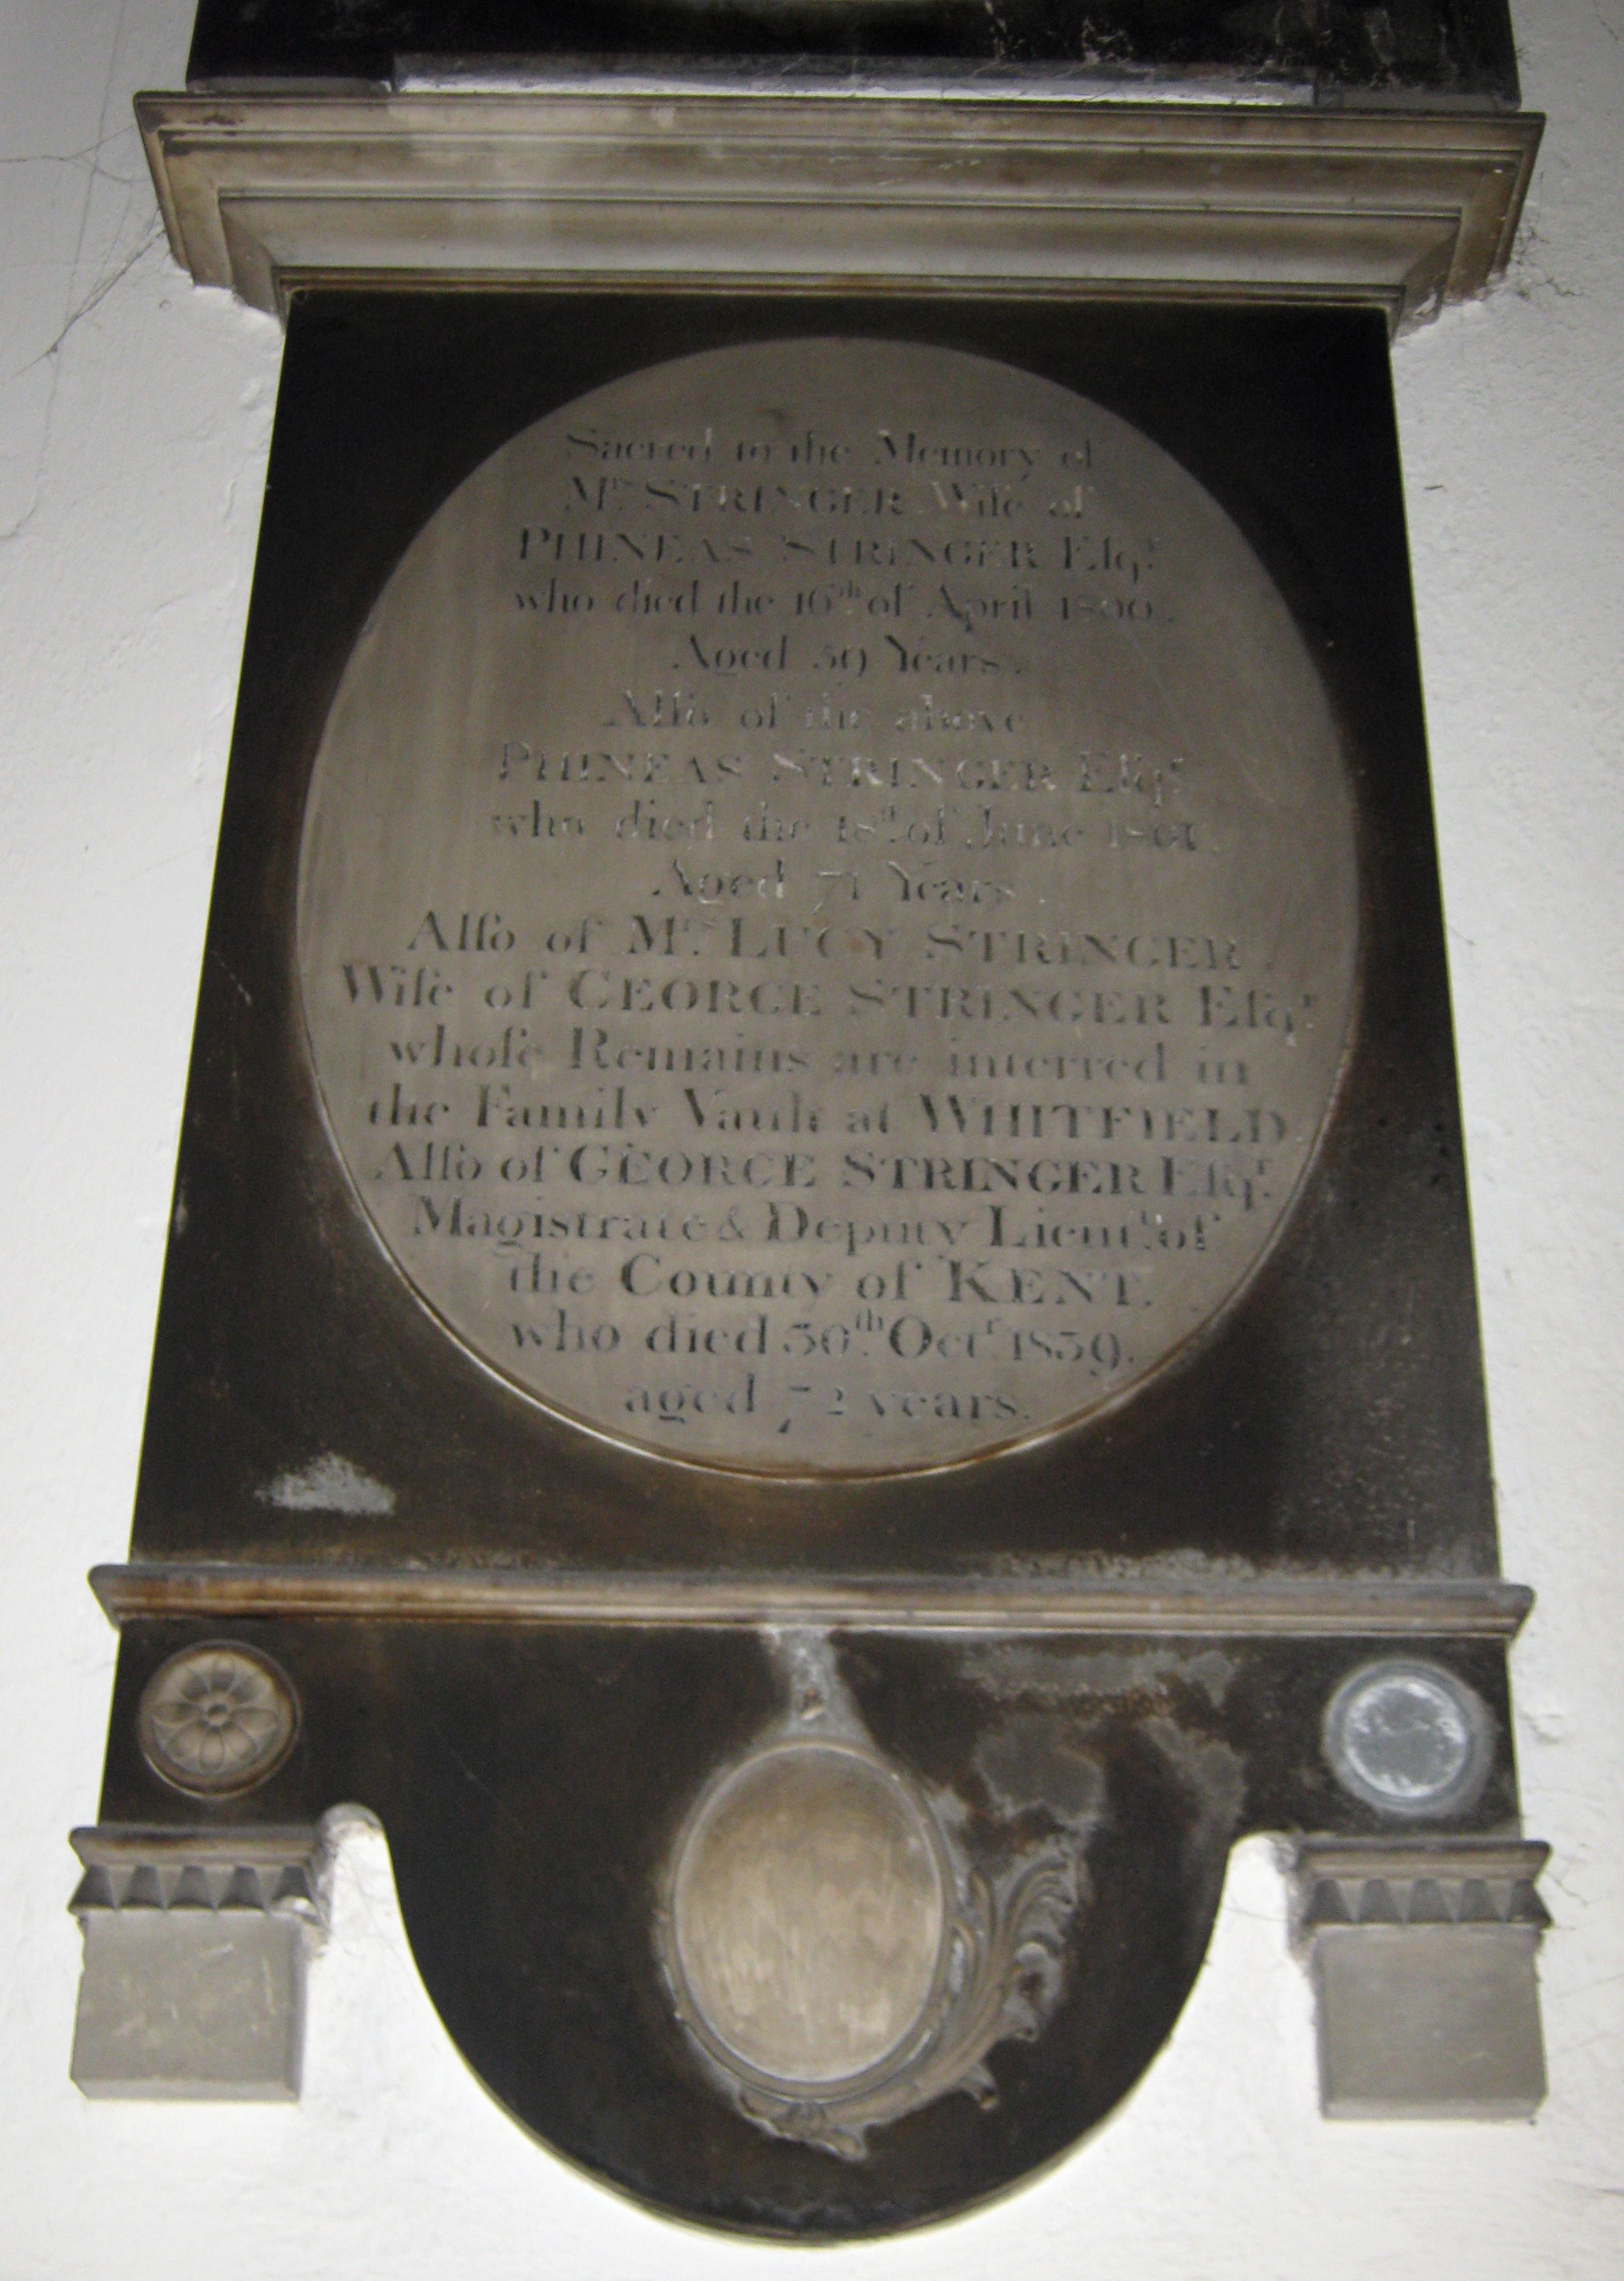 Sacred to the Memory of
Mrs. STRINGER Wife of
PHINEAS STRINGER Eſqr.
who died the 16th of April 1800.
Aged 59 Years.
Alſo of the above
PHINEAS STRINGER Eſqr.
who died the 18th of June 1801.
Aged 71 Years.
Alſo of Mrs. LUCY STRINGER.
Wife of GEORGE STRINGER Eſqr.
whoſe Remains are interred in
the Family Vault at WHITFIELD
Alſo of GEORGE STRINGER Eſqr.
Magistrate & Deputy Lieut. of
the County of KENT.
who died 30th Octr. 1839.
aged 72 years.